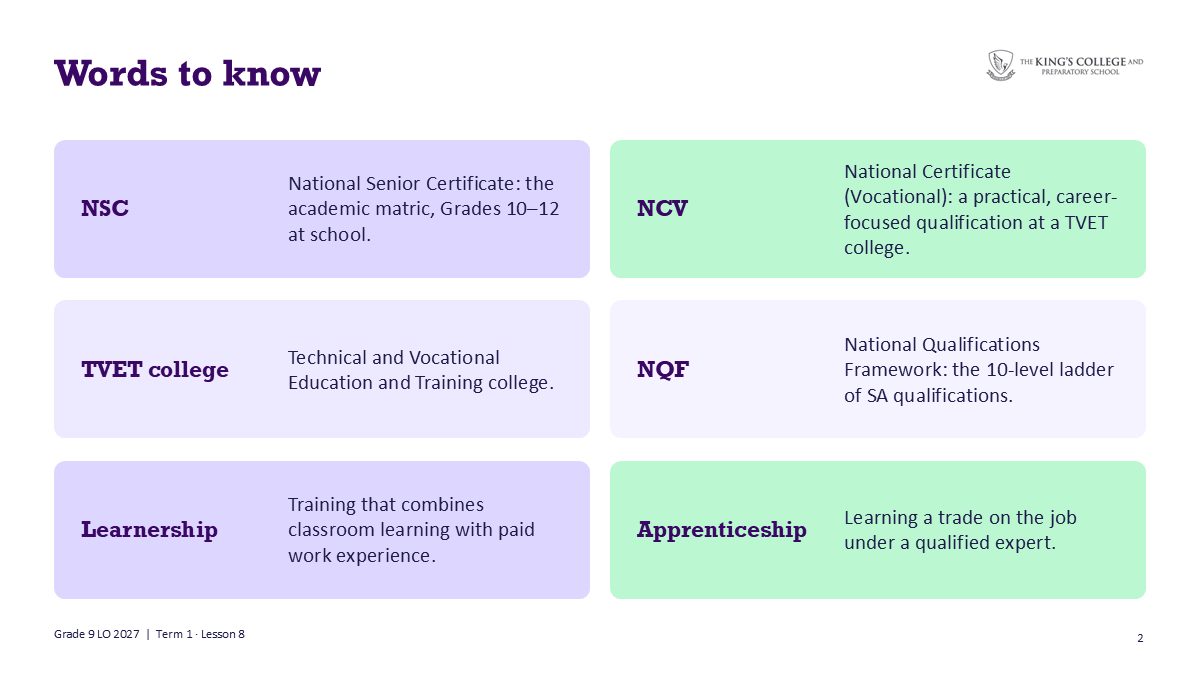 Words to know
THE KING'S COLLEGE AND
PREPARATORY SCHOOL
NSC
National Senior Certificate: the
academic matric, Grades 10–12
at school.
NCV
National Certificate
(Vocational): a practical, career-
focused qualification at a TVET
college.
TVET college
Technical and Vocational
Education and Training college.
NQF
National Qualifications
Framework: the 10-level ladder
of SA qualifications.
Learnership
Training that combines
classroom learning with paid
work experience.
Apprenticeship
Learning a trade on the job
under a qualified expert.
Grade 9 LO 2027 | Term 1 · Lesson 8
2